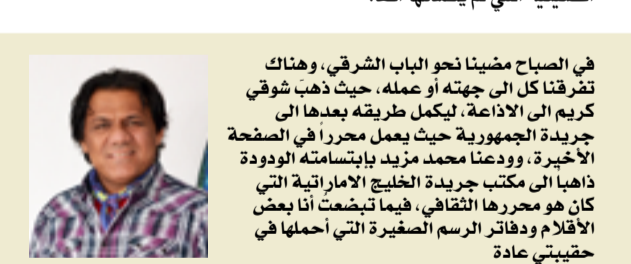 في الصباح مضينا نحو الباب الشرقي، وهناك
تفرقنا كل الى جهته أو عمله، حيث ذهبَ شوقي
كريم الى الاذاعة، ليكمل طريقه بعدها الى
جريدة الجمهورية حيث يعمل محرراً في الصفحة
الأخيرة، وودعنا محمد مزيد بإبتسامته الودودة
ذاهباً الى مكتب جريدة الخليج الاماراتية التي
كان هو محررها الثقافي، فيما تبضعتُ أنا بعض
الأقلام ودفاتر الرسم الصغيرة التي أحملها في
حقيبتي عادة